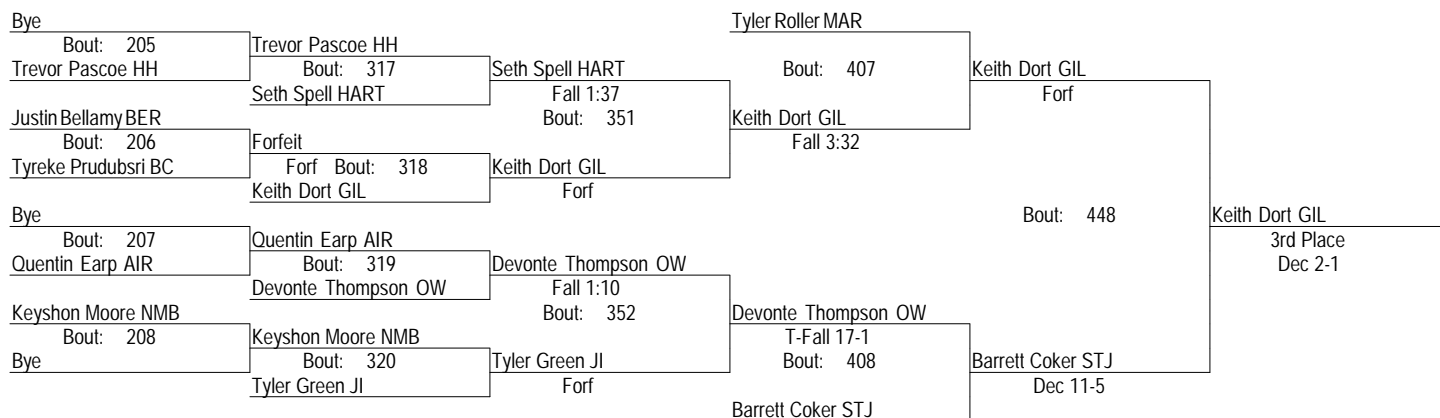 Bye
Tyler Roller MAR
Bout: 205
Trevor Pascoe HH
Trevor Pascoe HH
Bout: 317
Seth Spell HART
Bout: 407
Keith Dort GIL
Seth Spell HART
Fall 1:37
Forf
Justin Bellamy BER
Bout: 351
Keith Dort GIL
Bout: 206
Forfeit
Fall 3:32
Tyreke Prudubsri BC
Forf Bout: 318
Keith Dort GIL
Keith Dort GIL
Forf
Bye
Bout: 448
Keith Dort GIL
Bout: 207
Quentin Earp AIR
3rd Place
Quentin Earp AIR
Bout: 319
Devonte Thompson OW
Dec 2-1
Devonte Thompson OW
Fall 1:10
Keyshon Moore NMB
Bout: 352
Devonte Thompson OW
Bout: 208
Keyshon Moore NMB
T-Fall 17-1
Bye
Bout: 320
Tyler Green JI
Bout: 408
Barrett Coker STJ
Tyler Green JI
Forf
Dec 11-5
Barrett Coker STJ